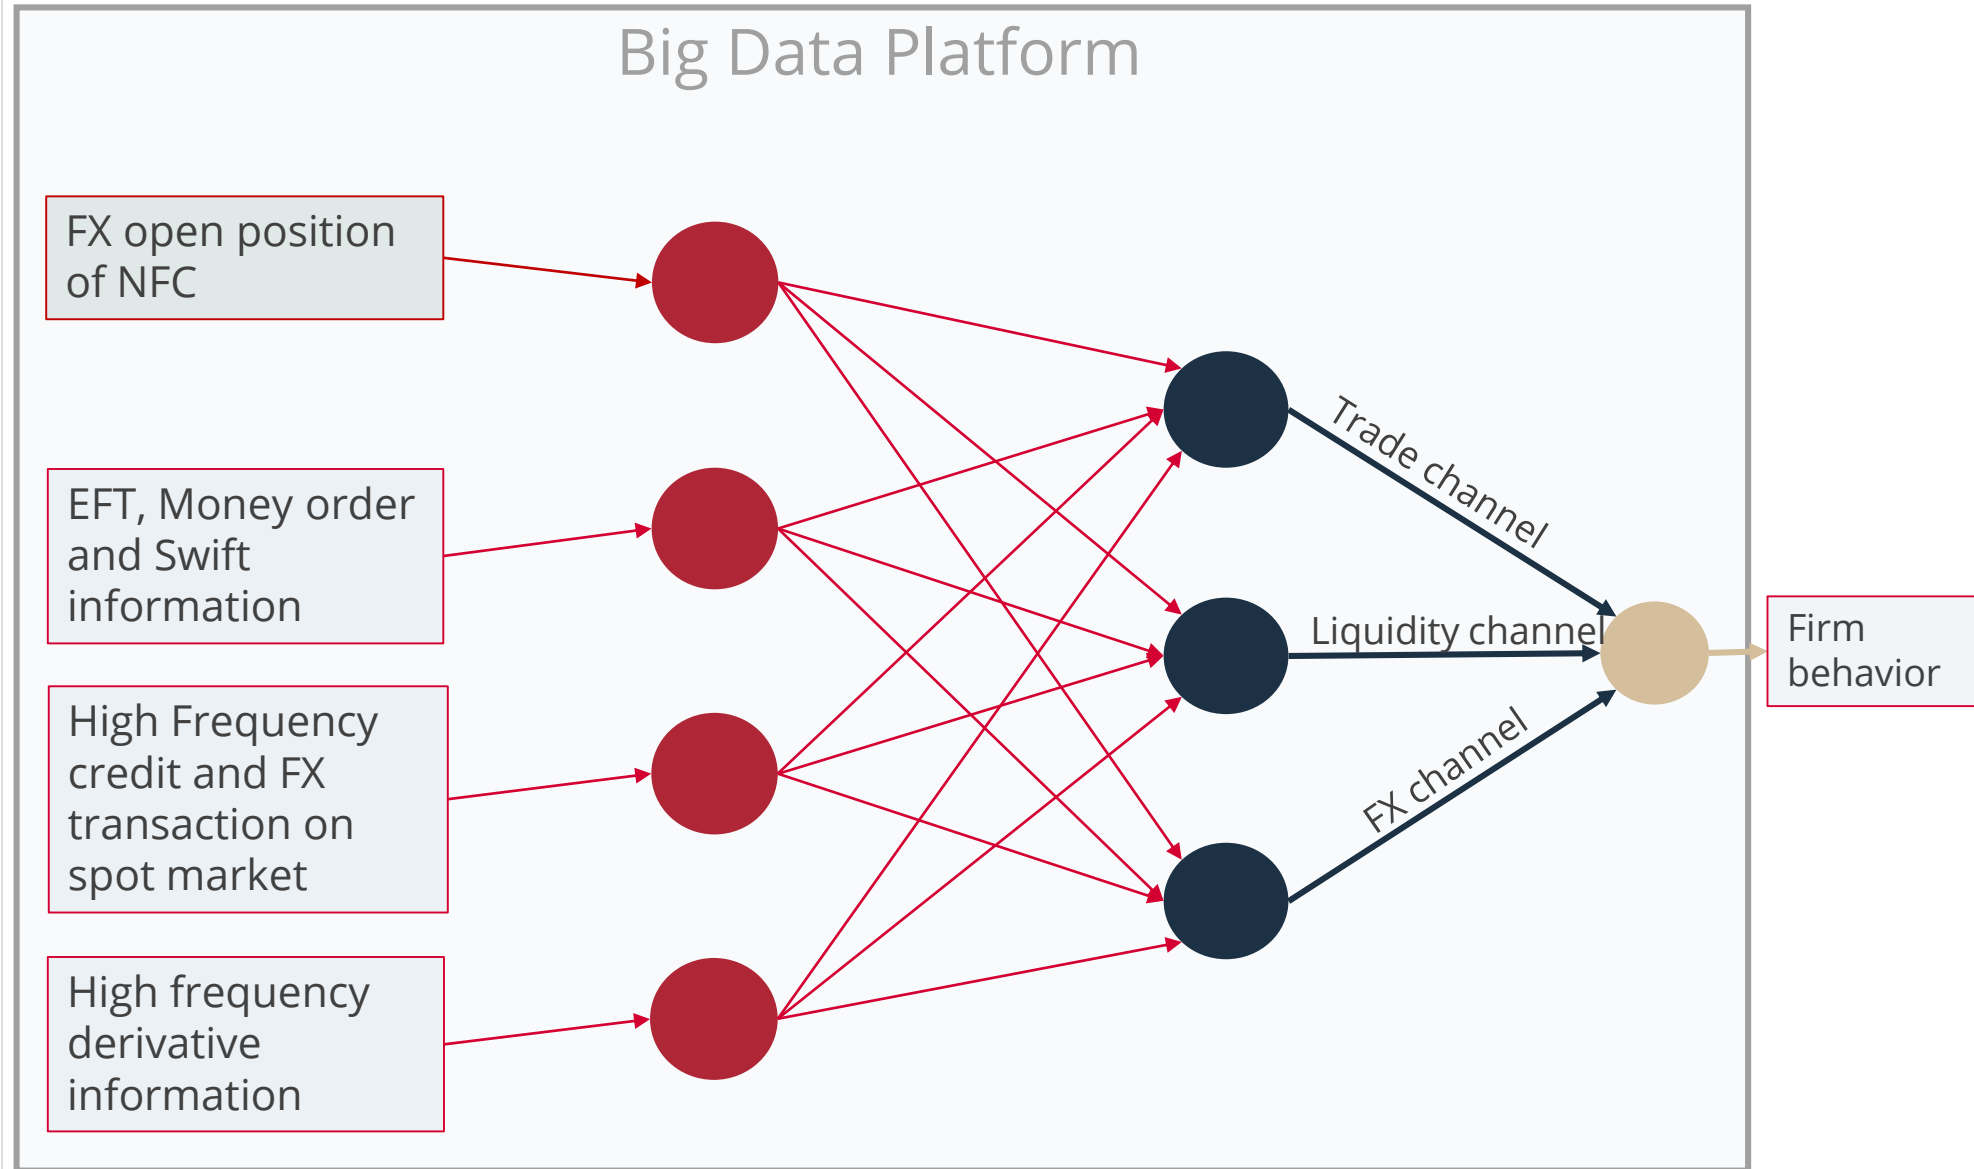 Big Data Platform
FX open position
of NFC
EFT, Money order
and Swift
information
High Frequency
credit and FX
transaction on
spot market
High frequency
derivative
information
Trade channel
Liquidity channel
FX channel
Firm
behavior